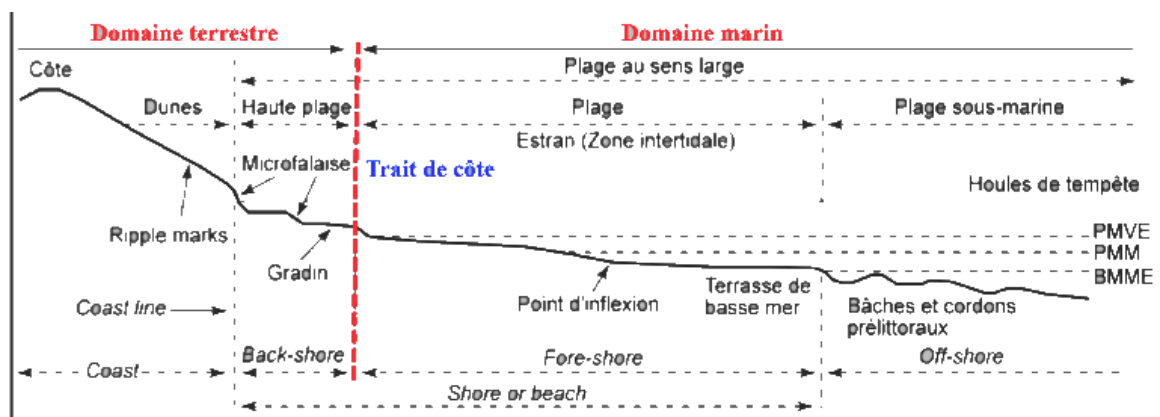 Domaine terrestre
Domaine marin
Côte
Plage au sens large
Dunes
Haute plage
Plage
Plage sous-marine
Estran (Zone intertidale)
Microfalaise
Trait de côte
Houles de tempête
Ripple marks
PMVE
PMM
Gradin
BMME
Point d'inflexion
Terrasse de
basse mer
Bâches et cordons
prélittoraux
Coast line
Back-shore
Fore-shore
Off-shore
Coast
Shore or beach